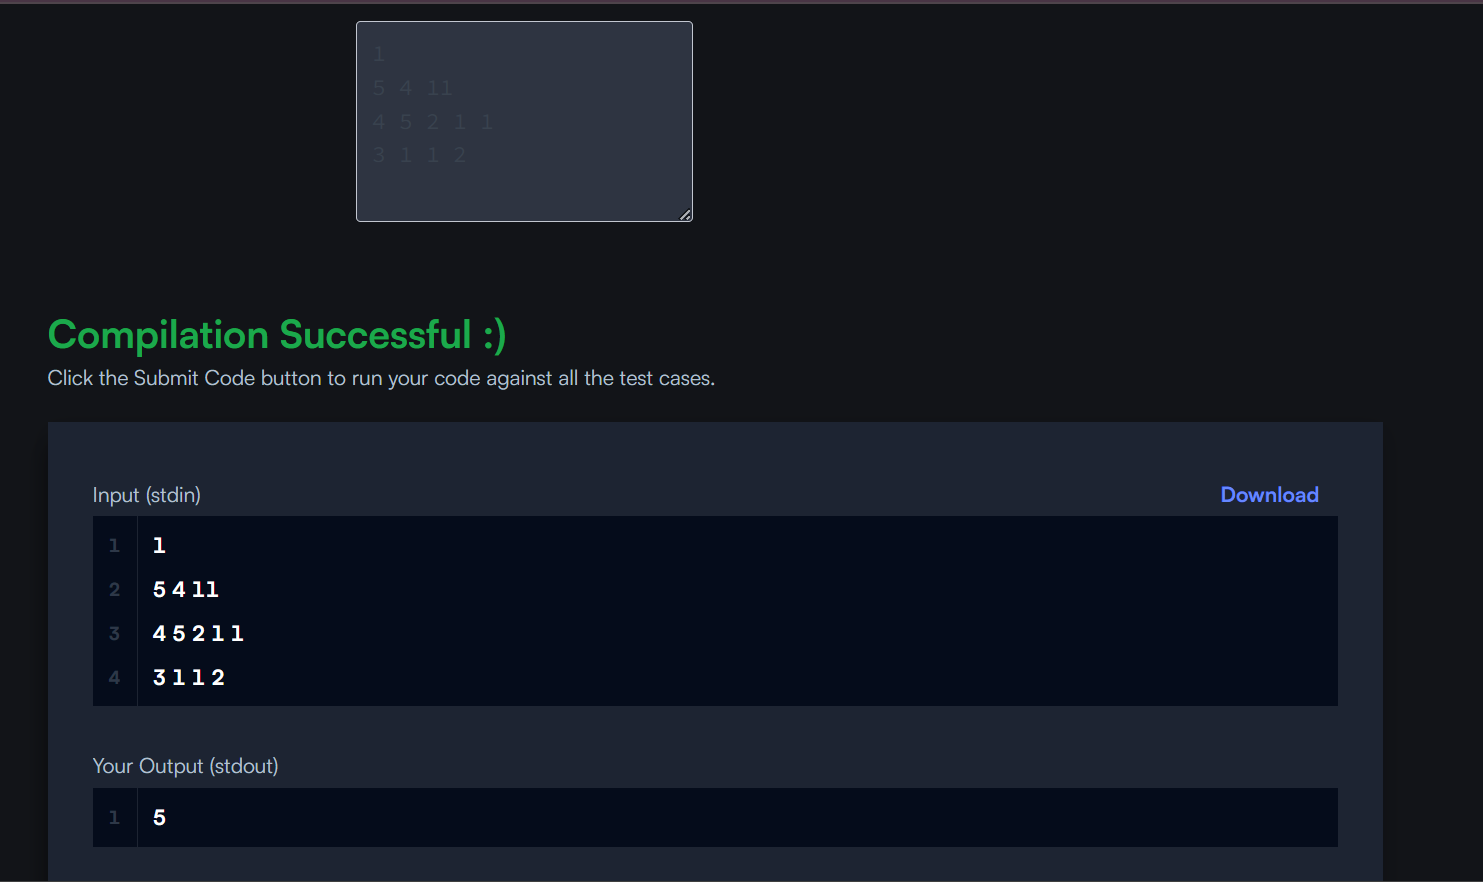 1
5 4 11
4 5 2 1 1
3 1 1 2
Compilation Successful :)
Click the Submit Code button to run your code against all the test cases.
Input (stdin)
Download
1 1
2 5 4 11
3 4 5 2 1 1
4 3 1 1 2
Your Output (stdout)
1 5